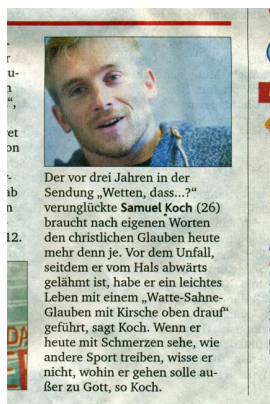 Der vor drei Jahren in der
Sendung „Wetten, dass...?“
verunglückte Samuel Koch (26)
braucht nach eigenen Worten
den christlichen Glauben heute
mehr denn je. Vor dem Unfall,
seitdem er vom Hals abwärts
gelähmt ist, habe er ein leichtes
Leben mit einem „Watte-Sahne-
Glauben mit Kirsche oben drauf“
geführt, sagt Koch. Wenn er
heute mit Schmerzen sehe, wie
andere Sport treiben, wisse er
nicht, wohin er gehen solle au-
ßer zu Gott, so Koch.